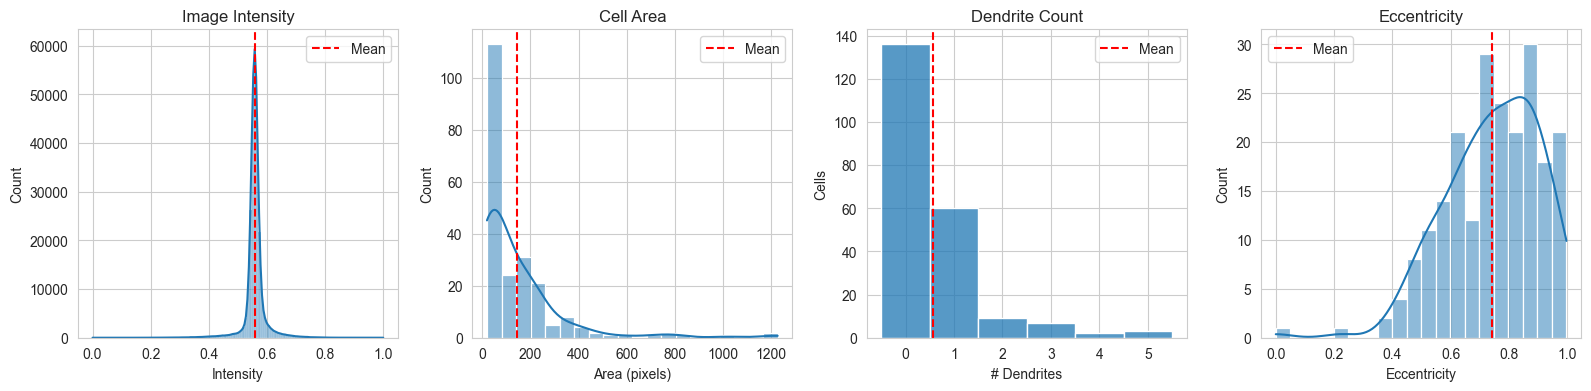 Image Intensity
Mean
60000
50000
40000
30000
20000
10000
0
Count
0.0 0.2 0.4 0.6 0.8 1.0
Intensity
Cell Area
Mean
100
80
60
40
20
0
Count
0 200 400 600 800 1000 1200
Area (pixels)
Dendrite Count
Mean
140
120
100
80
60
40
20
0
Cells
0 1 2 3 4 5
# Dendrites
Eccentricity
Mean
30
25
20
15
10
5
0
Count
0.0 0.2 0.4 0.6 0.8 1.0
Eccentricity